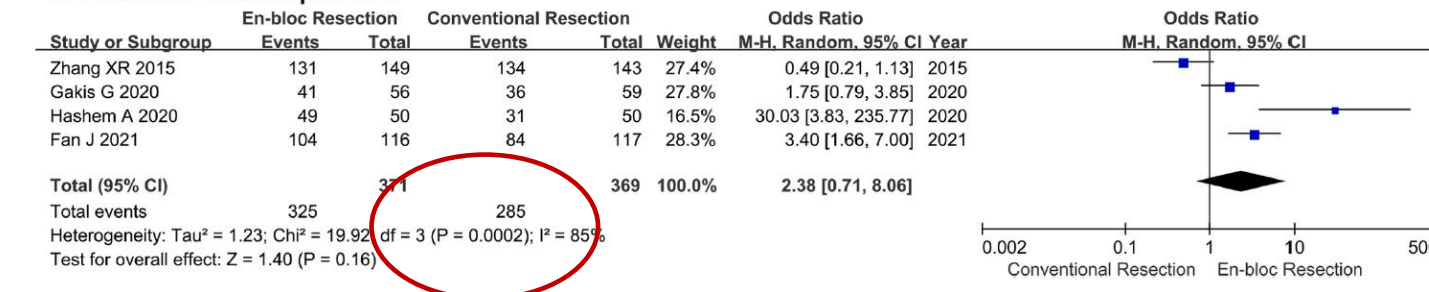 En-bloc Resection Conventional Resection Odds Ratio Odds Ratio
Study or Subgroup Events Total Events Total Weight M-H, Random, 95% CI Year M-H, Random, 95% CI
Zhang XR 2015 131 149 134 143 27.4% 0.49 [0.21, 1.13] 2015
Gakis G 2020 41 56 36 59 27.8% 1.75 [0.79, 3.85] 2020
Hashem A 2020 49 50 31 50 16.5% 30.03 [3.83, 235.77] 2020
Fan J 2021 104 116 84 117 28.3% 3.40 [1.66, 7.00] 2021
Total (95% CI) 371 369 100.0% 2.38 [0.71, 8.06]
Total events 325 285
Heterogeneity: Tau² = 1.23; Chi² = 19.92, df = 3 (P = 0.0002); I² = 85%
Test for overall effect: Z = 1.40 (P = 0.16)
0.002 0.1 1 10 50
Conventional Resection En-bloc Resection